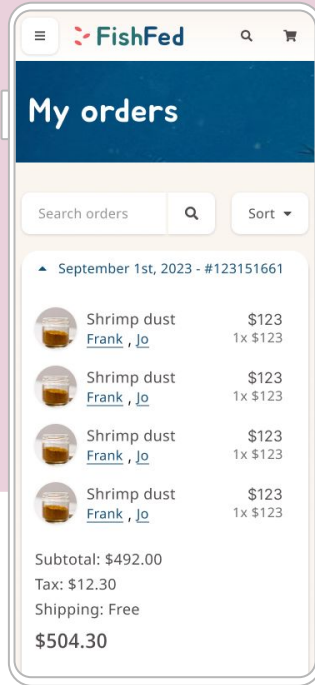 FishFed
My orders
Search orders
Sort
September 1st, 2023 - #123151661
Shrimp dust $123
Frank , Jo 1x $123
Shrimp dust $123
Frank , Jo 1x $123
Shrimp dust $123
Frank , Jo 1x $123
Shrimp dust $123
Frank , Jo 1x $123
Subtotal: $492.00
Tax: $12.30
Shipping: Free
$504.30